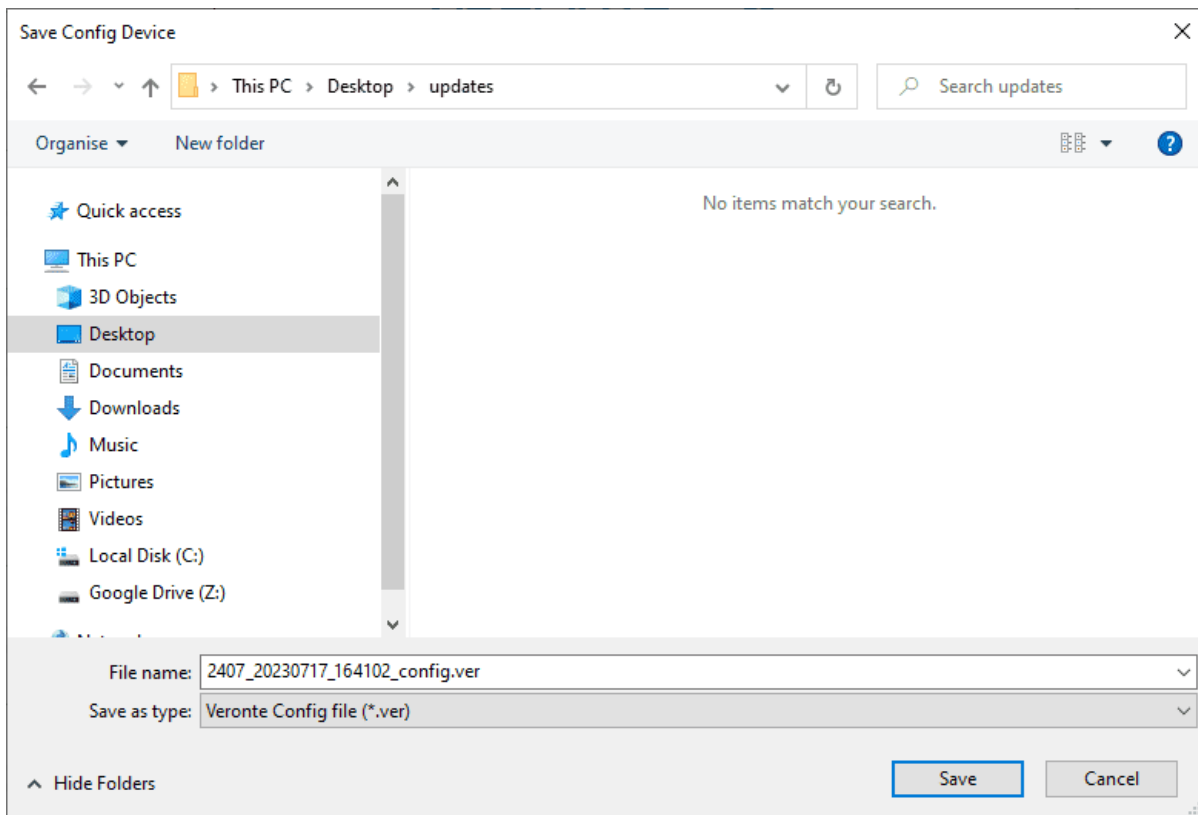 Save Config Device
This PC > Desktop > updates
Search updates
Organise
New folder
?
Quick access
This PC
3D Objects
Desktop
Documents
Downloads
Music
Pictures
Videos
Local Disk (C:)
Google Drive (Z:)
No items match your search.
File name: 2407_20230717_164102_config.ver
Save as type: Veronte Config file (*.ver)
Hide Folders
Save
Cancel